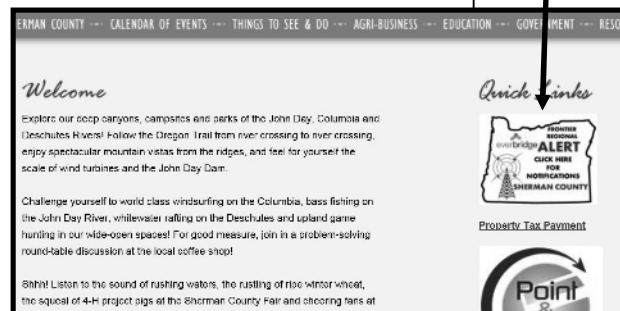 ERMAN COUNTY --- CALENDAR OF EVENTS --- THINGS TO SEE & DO --- AGRI-BUSINESS --- EDUCATION --- GOVERNMENT --- RESO
Welcome
Explore our deep canyons, campsites and parks of the John Day, Columbia and
Deschutes Rivers! Follow the Oregon Trail from river crossing to river crossing,
enjoy spectacular mountain vistas from the ridges, and feel for yourself the
scale of wind turbines and the John Day Dam.
Challenge yourself to world class windsurfing on the Columbia, bass fishing on
the John Day River, whitewater rafting on the Deschutes and upland game
hunting in our wide-open spaces! For good measure, join in a problem-solving
round-table discussion at the local coffee shop!
Shhh! Listen to the sound of rushing waters, the rustling of ripe winter wheat,
the squeal of 4-H project pigs at the Sherman County Fair and cheering fans at
Quick Links
FRONTIER
REGIONAL
everbridge ALERT
CLICK HERE
FOR
NOTIFICATIONS
SHERMAN COUNTY
Property Tax Payment
Point
&